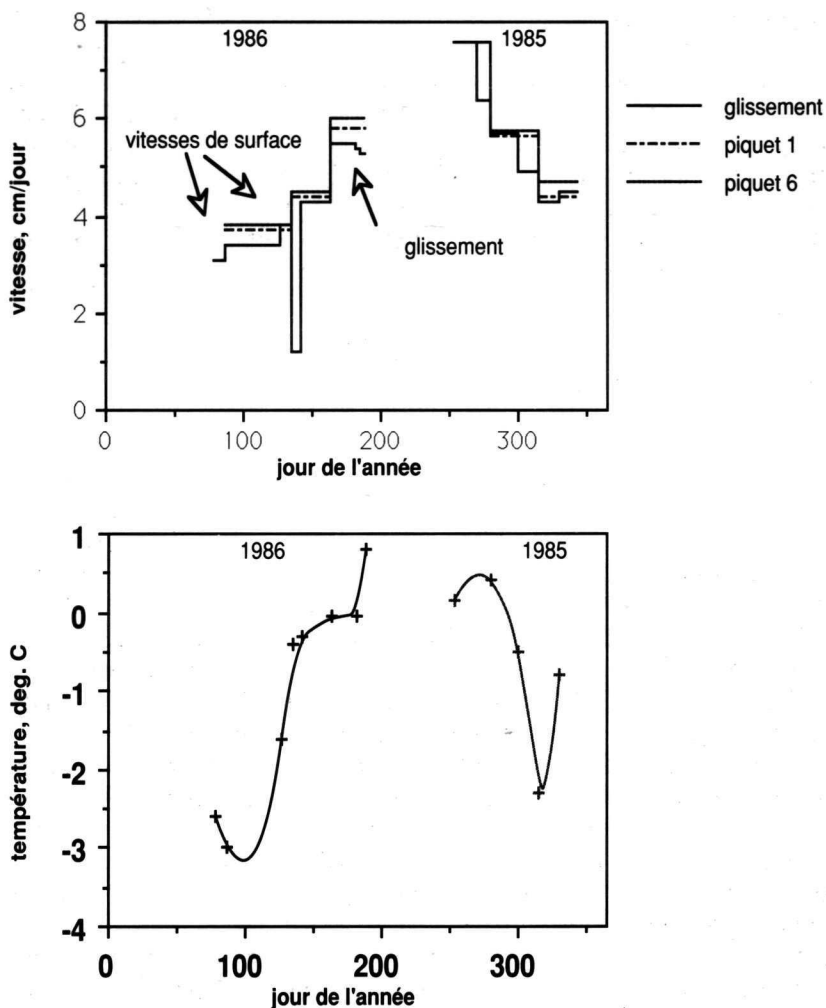 8
1986
1985
vitesses de surface
6
4
2
0
glissement
vitesse, cm/jour
0
100
200
300
jour de l'année
glissement
piquet 1
piquet 6
1
1986
1985
0
-1
-2
-3
-4
température, deg. C
0
100
200
300
jour de l'année